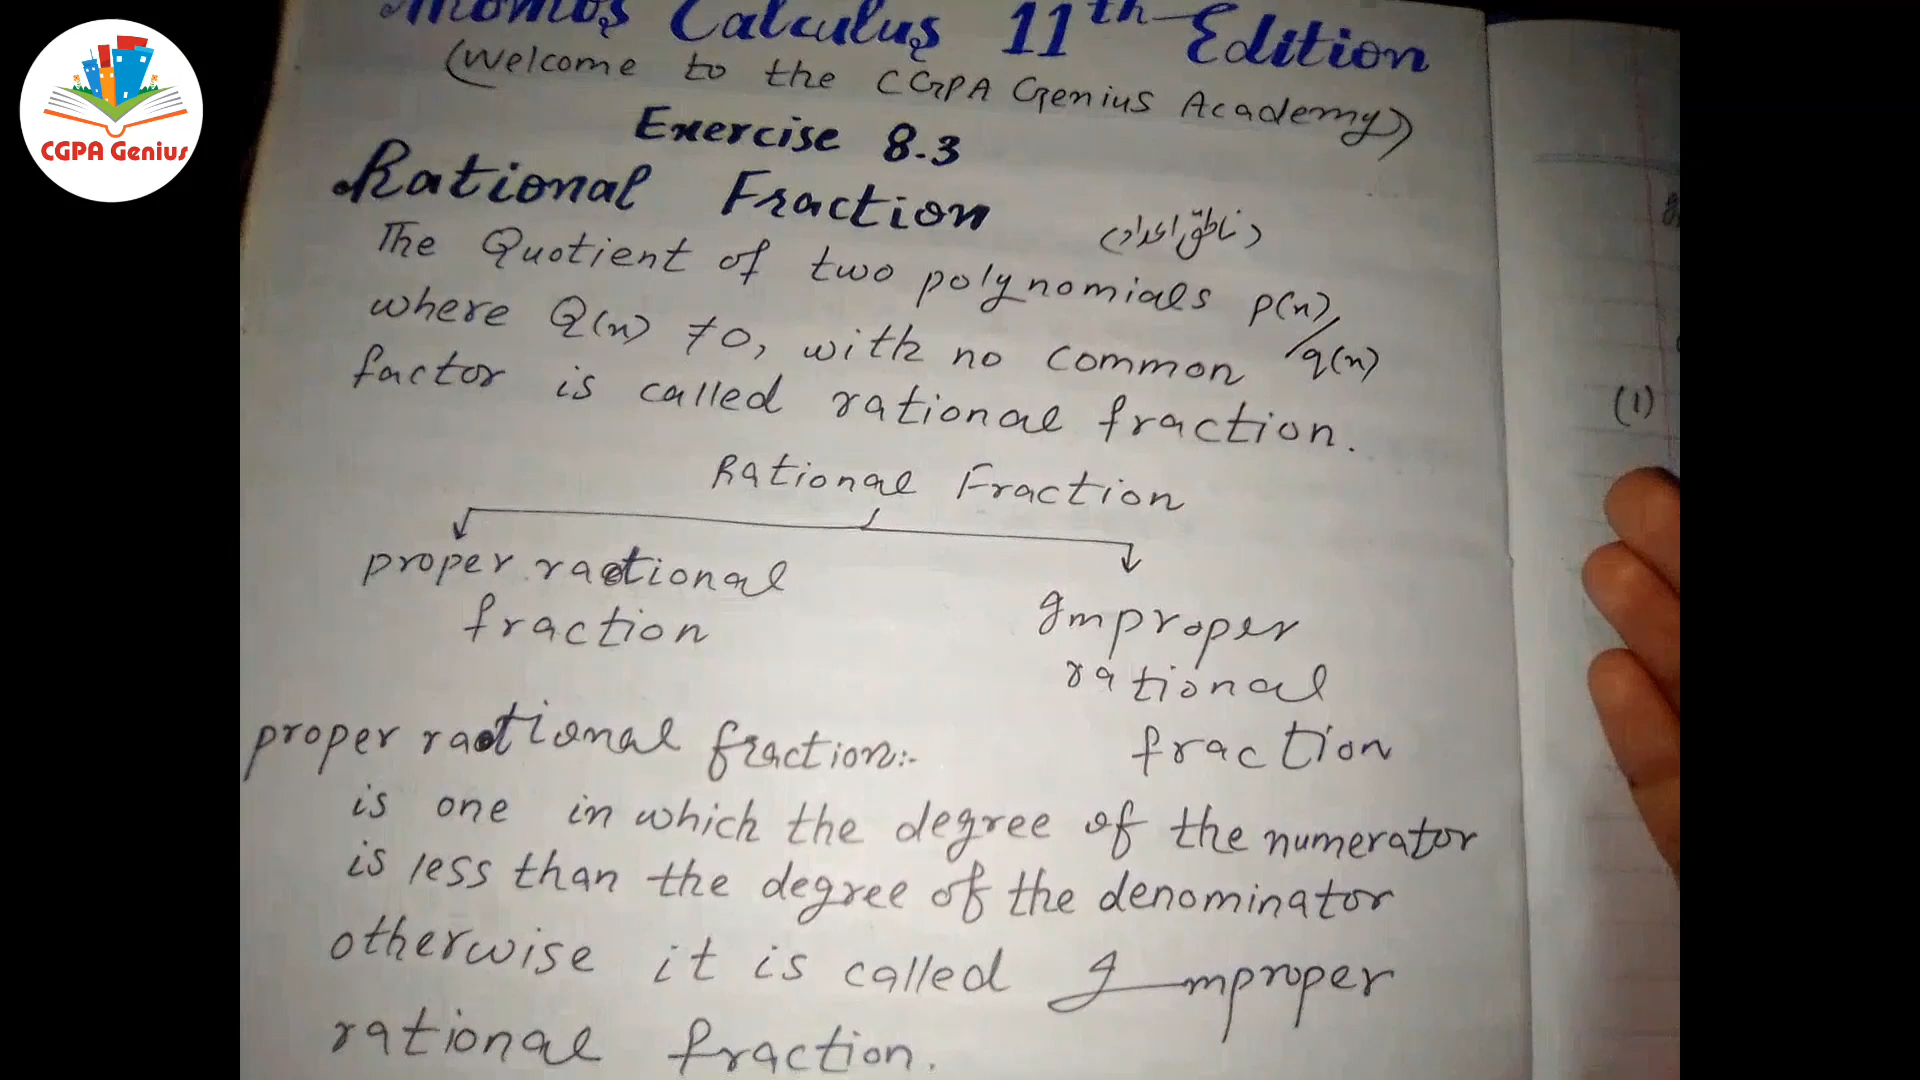 CGPA Genius
Thomas Calculus 11th Edition
(Welcome to the CGPA Genius Academy)
Exercise 8.3
Rational Fraction
(ناطق اعداد)
The Quotient of two polynomials p(x)/q(x)
where Q(x) ≠0, with no common
factor is called rational fraction.
Rational Fraction
proper rational
fraction
Improper
rational
fraction
proper rational fraction:-
is one in which the degree of the numerator
is less than the degree of the denominator
otherwise it is called Improper
rational fraction.
(1)